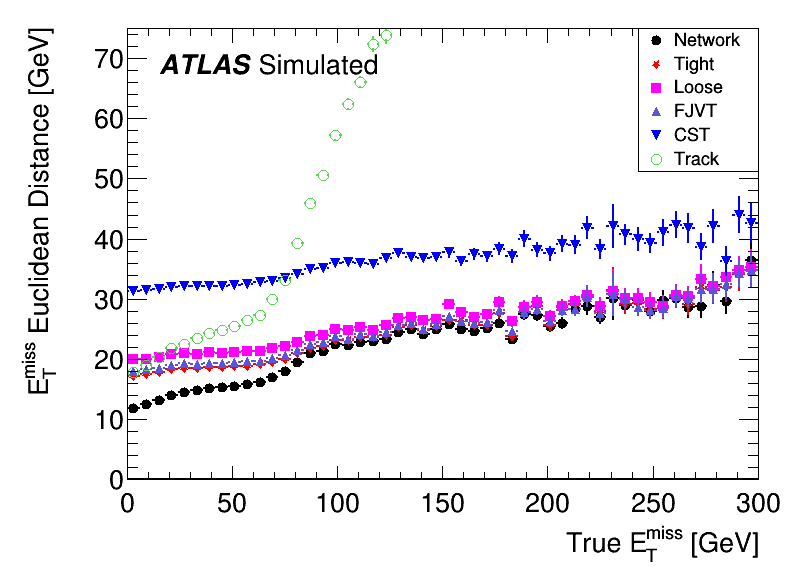 ATLAS Simulated
Network
Tight
Loose
FJVT
CST
Track
E_T^miss Euclidean Distance [GeV]
70
60
50
40
30
20
10
0
0 50 100 150 200 250 300
True E_T^miss [GeV]